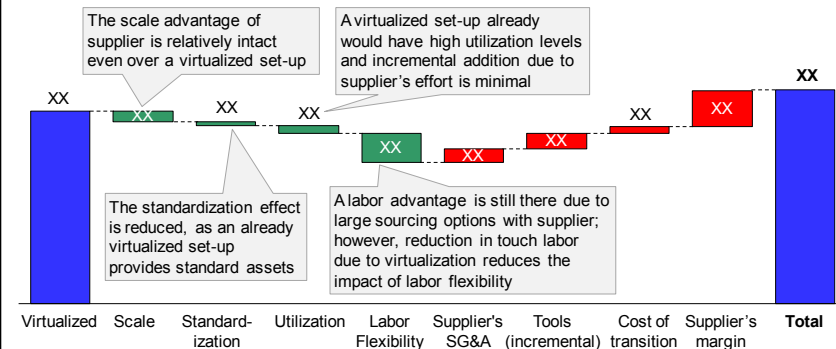 The scale advantage of
supplier is relatively intact
even over a virtualized set-up
A virtualized set-up already
would have high utilization levels
and incremental addition due to
supplier's effort is minimal
XX
XX
XX
XX
XX
XX
XX
XX
XX
XX
The standardization effect
is reduced, as an already
virtualized set-up
provides standard assets
A labor advantage is still there due to
large sourcing options with supplier;
however, reduction in touch labor
due to virtualization reduces the
impact of labor flexibility
Virtualized
Scale
Standard-
ization
Utilization
Labor
Flexibility
Supplier's
SG&A
Tools
(incremental)
Cost of
transition
Supplier's
margin
Total